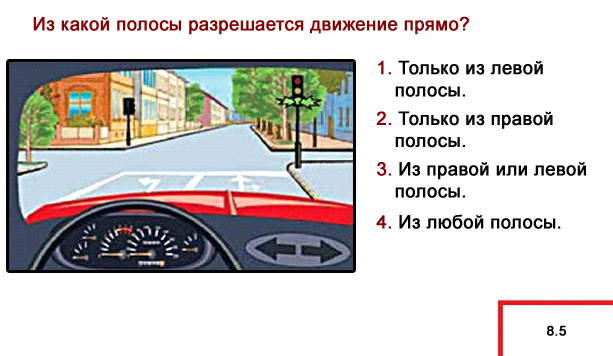 Из какой полосы разрешается движение прямо?
1. Только из левой
полосы.
2. Только из правой
полосы.
3. Из правой или левой
полосы.
4. Из любой полосы.
8.5